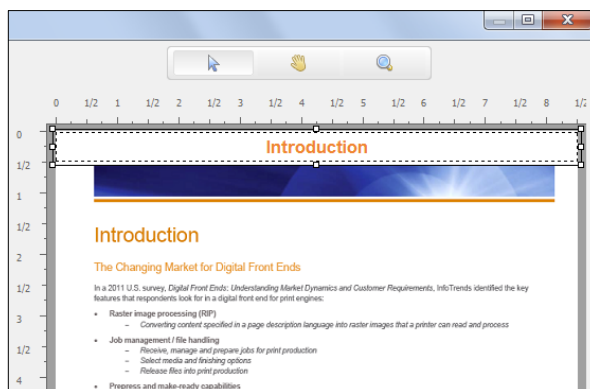 0 1/2 1 1/2 2 1/2 3 1/2 4 1/2 5 1/2 6 1/2 7 1/2 8 1/2
0
Introduction
1/2
1
1/2
Introduction
2
The Changing Market for Digital Front Ends
1/2
In a 2011 U.S. survey, Digital Front Ends: Understanding Market Dynamics and Customer Requirements, InfoTrends identified the key
features that respondents look for in a digital front end for print engines:
3
• Raster image processing (RIP)
– Converting content specified in a page description language into raster images that a printer can read and process
• Job management / file handling
1/2
– Receive, manage and prepare jobs for print production
– Select media and finishing options
– Release files into print production
4
• Prepress and make-ready capabilities